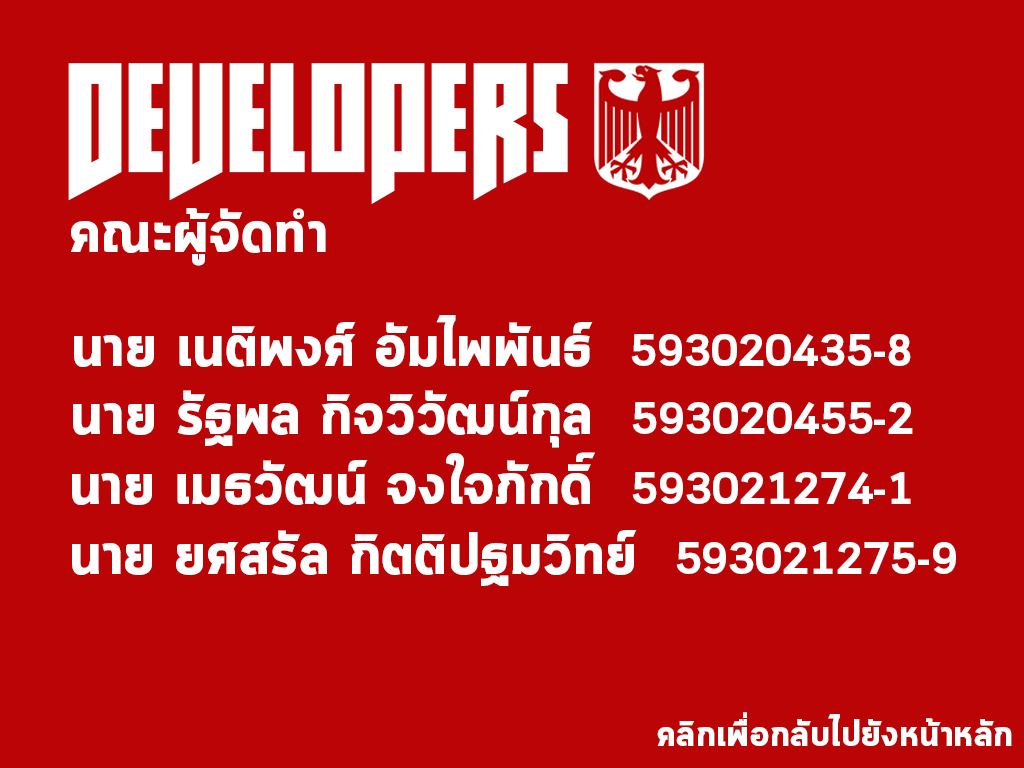 DEVELOPERS
คณะผู้จัดทำ
นาย เนติพงศ์ อัมไพพันธ์ 593020435-8
นาย รัฐพล กิจวิวัฒน์กุล 593020455-2
นาย เมธวัฒน์ จงใจภักดิ์ 593021274-1
นาย ยศสรัล กิตติปฐมวิทย์ 593021275-9
คลิกเพื่อกลับไปยังหน้าหลัก